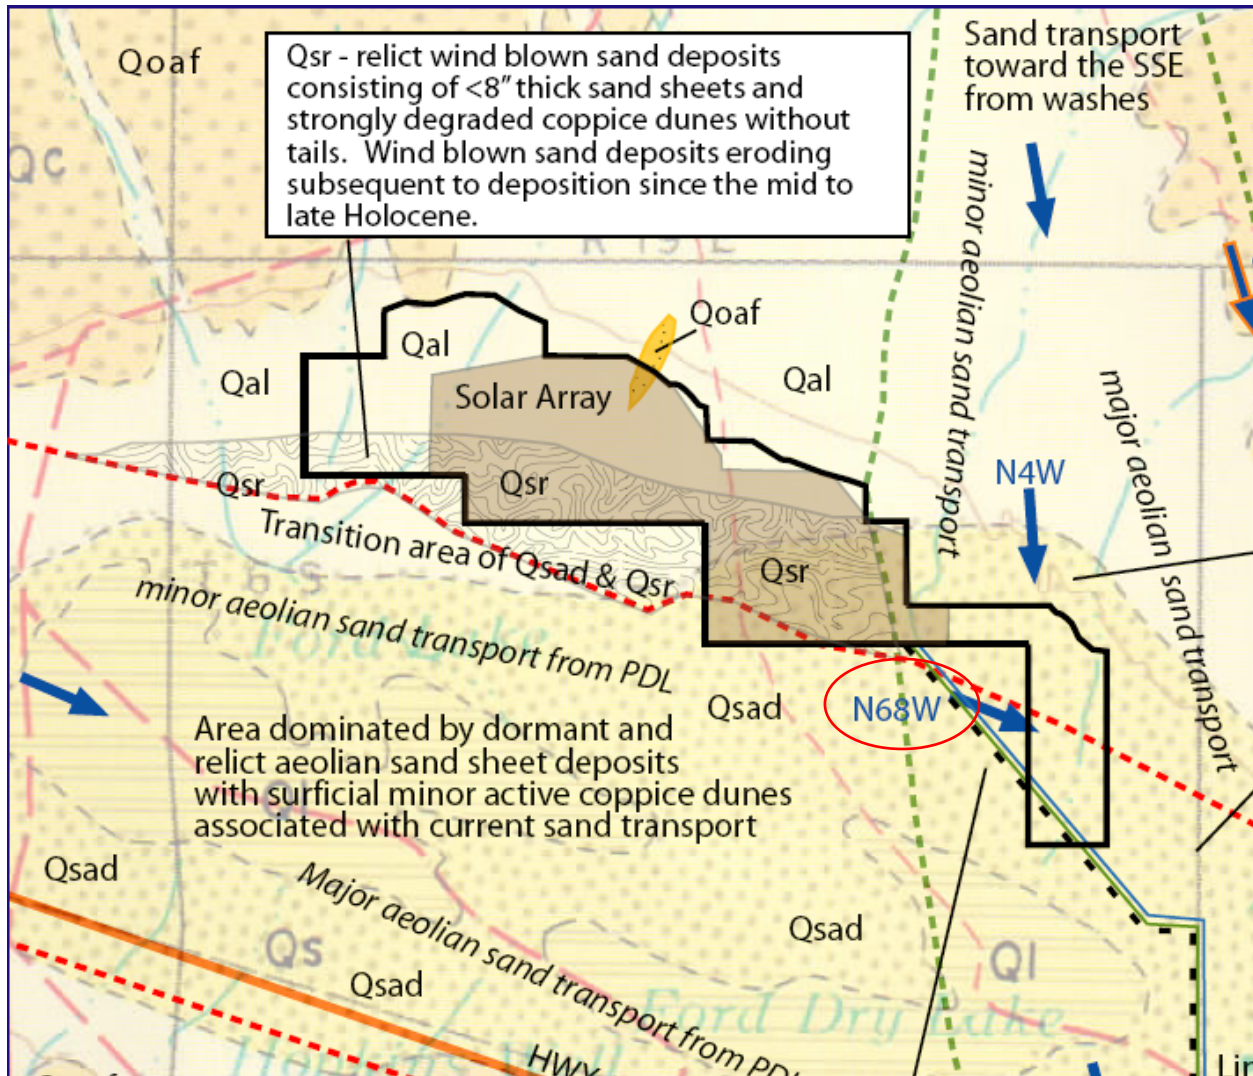 Qoaf
Qc
Qsr - relict wind blown sand deposits
consisting of <8" thick sand sheets and
strongly degraded coppice dunes without
tails. Wind blown sand deposits eroding
subsequent to deposition since the mid to
late Holocene.
Sand transport
toward the SSE
from washes
minor aeolian sand transport
major aeolian sand transport
Qoaf
Qal
Qal
Qal
Solar Array
N4W
Qsr
Qsr
Qsr
Transition area of Qsad & Qsr
T 6 S
minor aeolian sand transport from PDL
Ford Lake
Qsad
N68W
Area dominated by dormant and
relict aeolian sand sheet deposits
with surficial minor active coppice dunes
associated with current sand transport
Qsad
Major aeolian sand transport from PDL
Qsad
Qs
Qsad
Ql
Ford Dry Lake
HWY